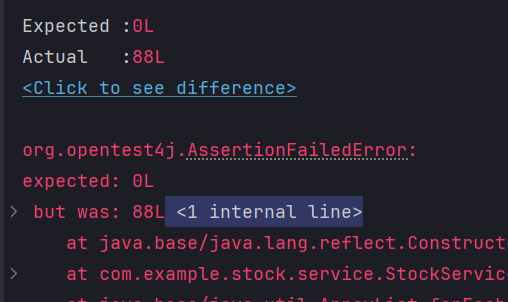 Expected :0L
Actual   :88L
<Click to see difference>
org.opentest4j.AssertionFailedError:
expected: 0L
but was: 88L <1 internal line>
at java.base/java.lang.reflect.Construct
at com.example.stock.service.StockServic